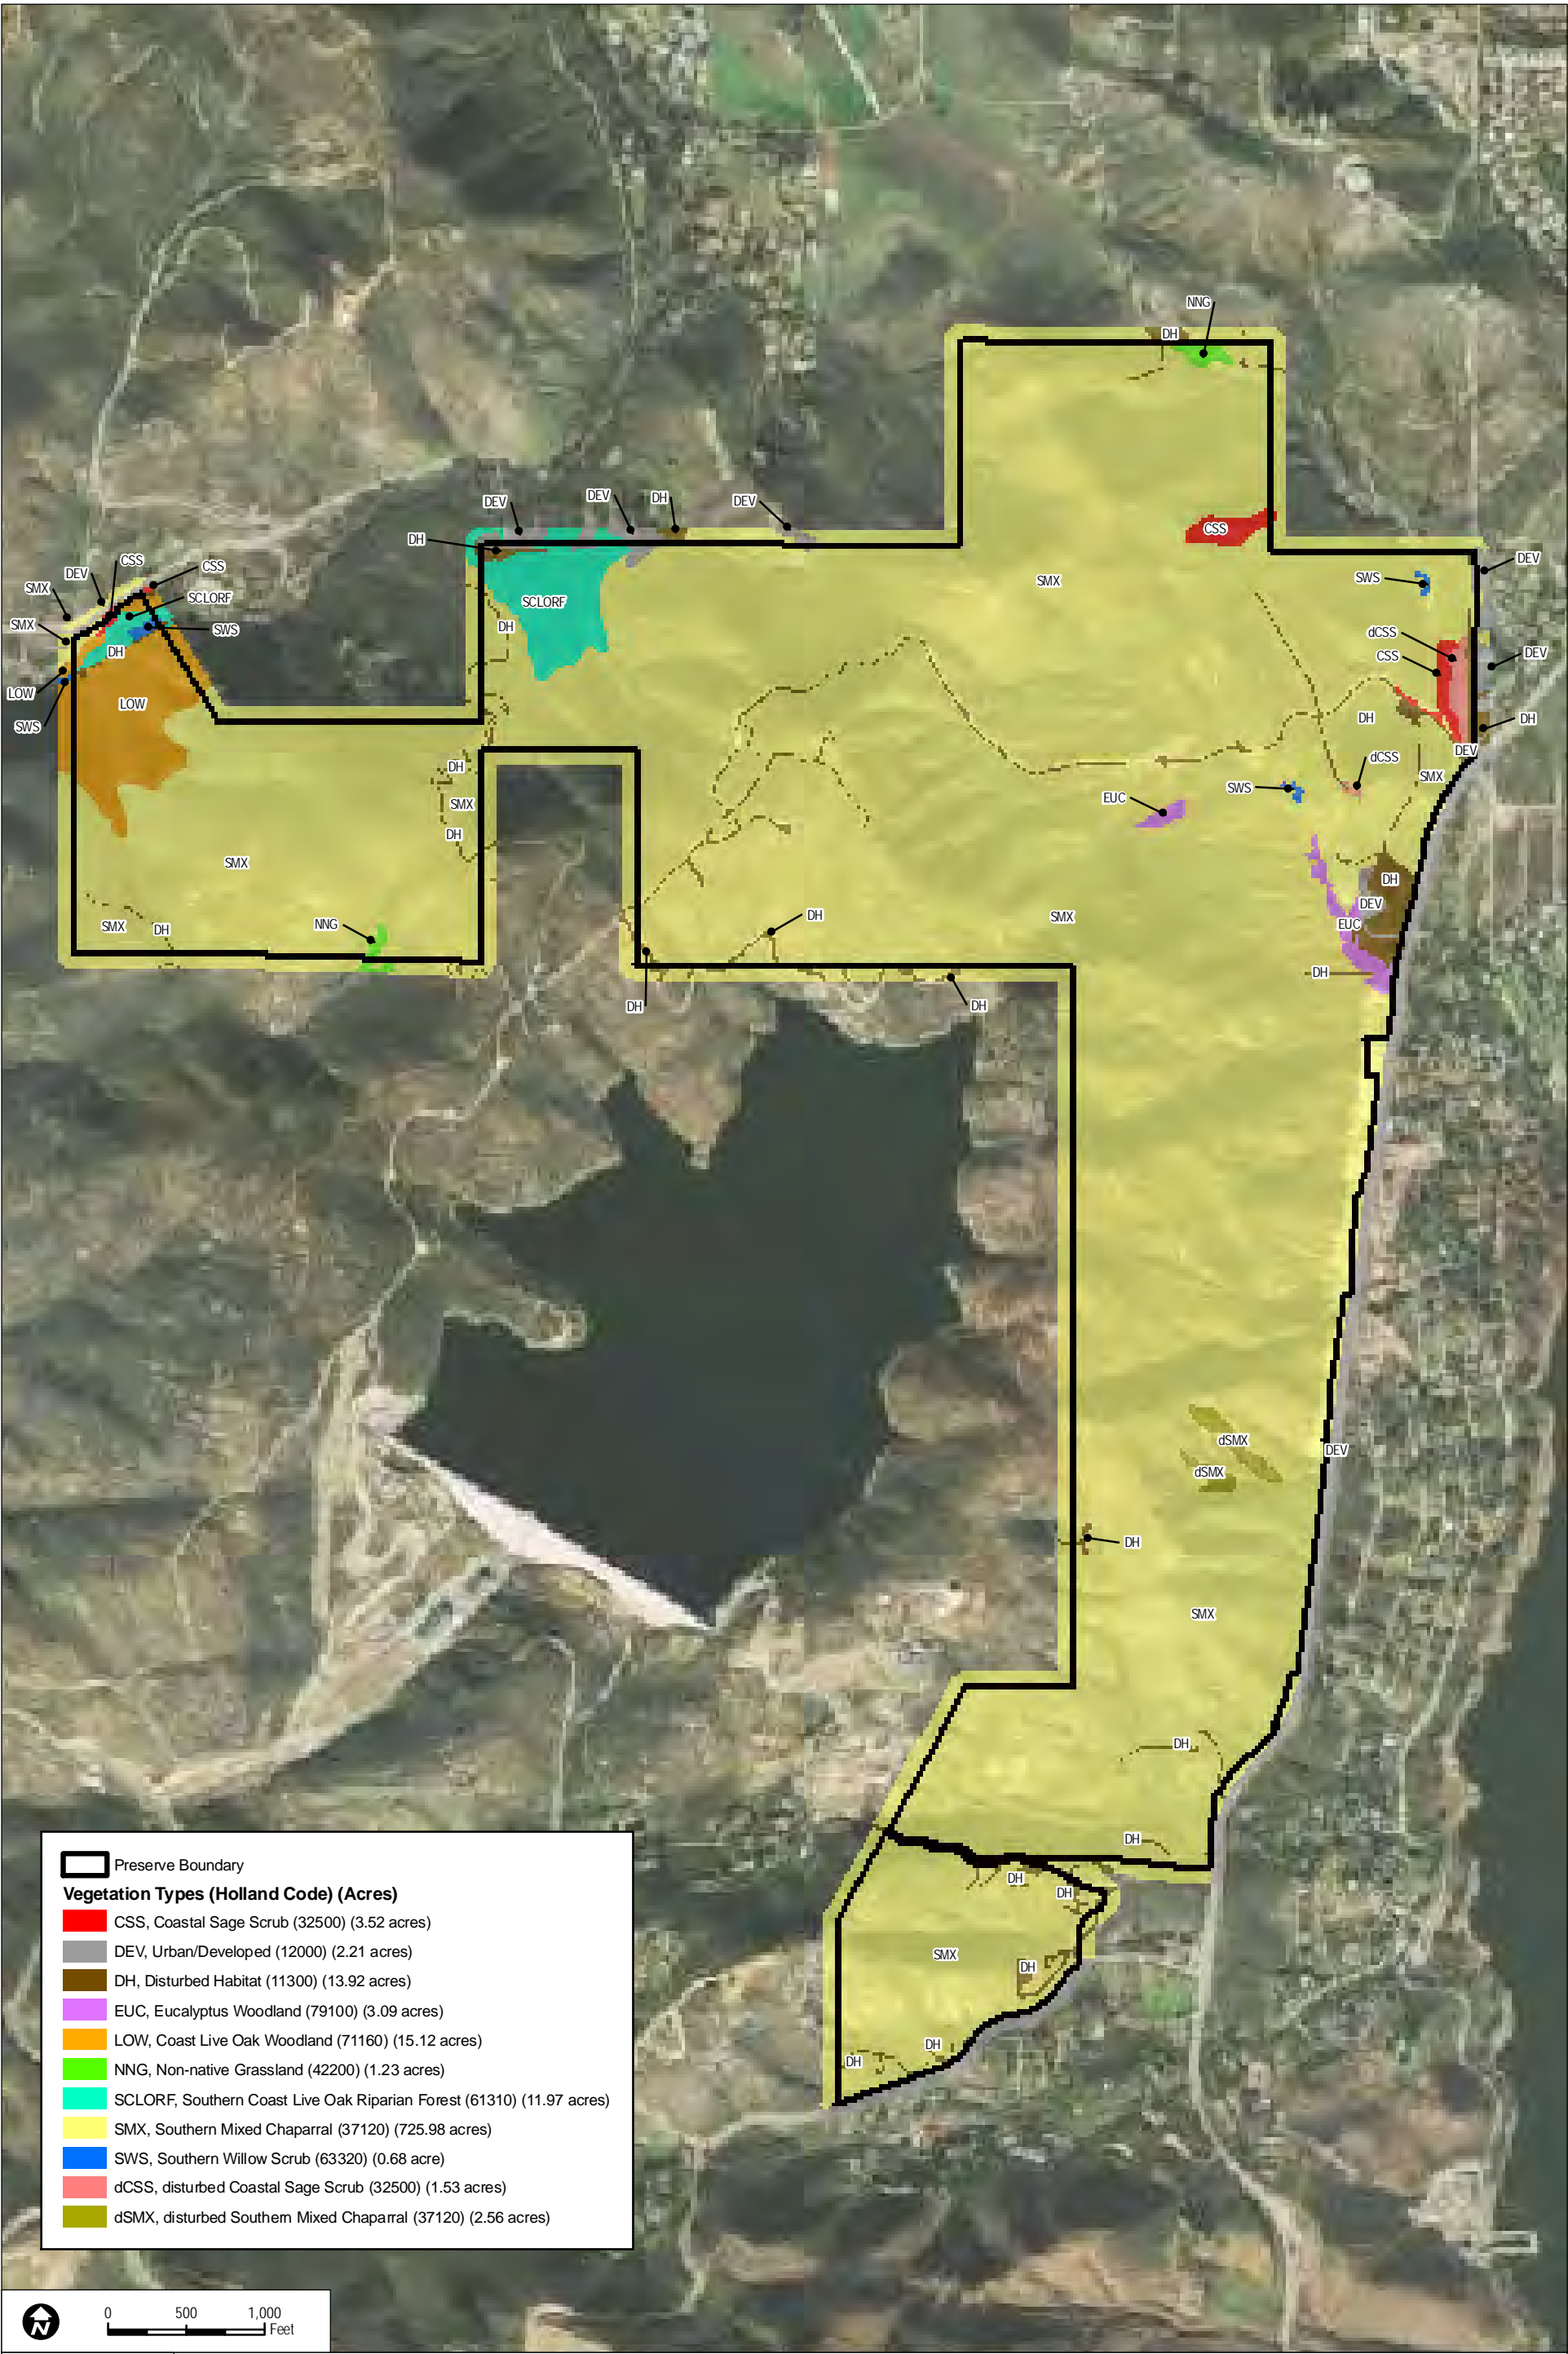 NNG
DH
DEV
DEV
DH
DEV
CSS
DH
DEV
CSS
CSS
SMX
SWS
DEV
SMX
DEV
SCLORF
SCLORF
SMX
SWS
DH
dCSS
DH
CSS
DEV
LOW
LOW
SWS
DH
DH
DEV
dCSS
DH
SMX
SMX
SWS
EUC
DH
SMX
DH
DEV
SMX
DH
NNG
DH
SMX
EUC
DH
DH
DH
dSMX
DEV
dSMX
DH
SMX
DH
DH
DH
DH
SMX
DH
DH
DH
Preserve Boundary
Vegetation Types (Holland Code) (Acres)
CSS, Coastal Sage Scrub (32500) (3.52 acres)
DEV, Urban/Developed (12000) (2.21 acres)
DH, Disturbed Habitat (11300) (13.92 acres)
EUC, Eucalyptus Woodland (79100) (3.09 acres)
LOW, Coast Live Oak Woodland (71160) (15.12 acres)
NNG, Non-native Grassland (42200) (1.23 acres)
SCLORF, Southern Coast Live Oak Riparian Forest (61310) (11.97 acres)
SMX, Southern Mixed Chaparral (37120) (725.98 acres)
SWS, Southern Willow Scrub (63320) (0.68 acre)
dCSS, disturbed Coastal Sage Scrub (32500) (1.53 acres)
dSMX, disturbed Southern Mixed Chaparral (37120) (2.56 acres)
N
0 500 1,000
Feet